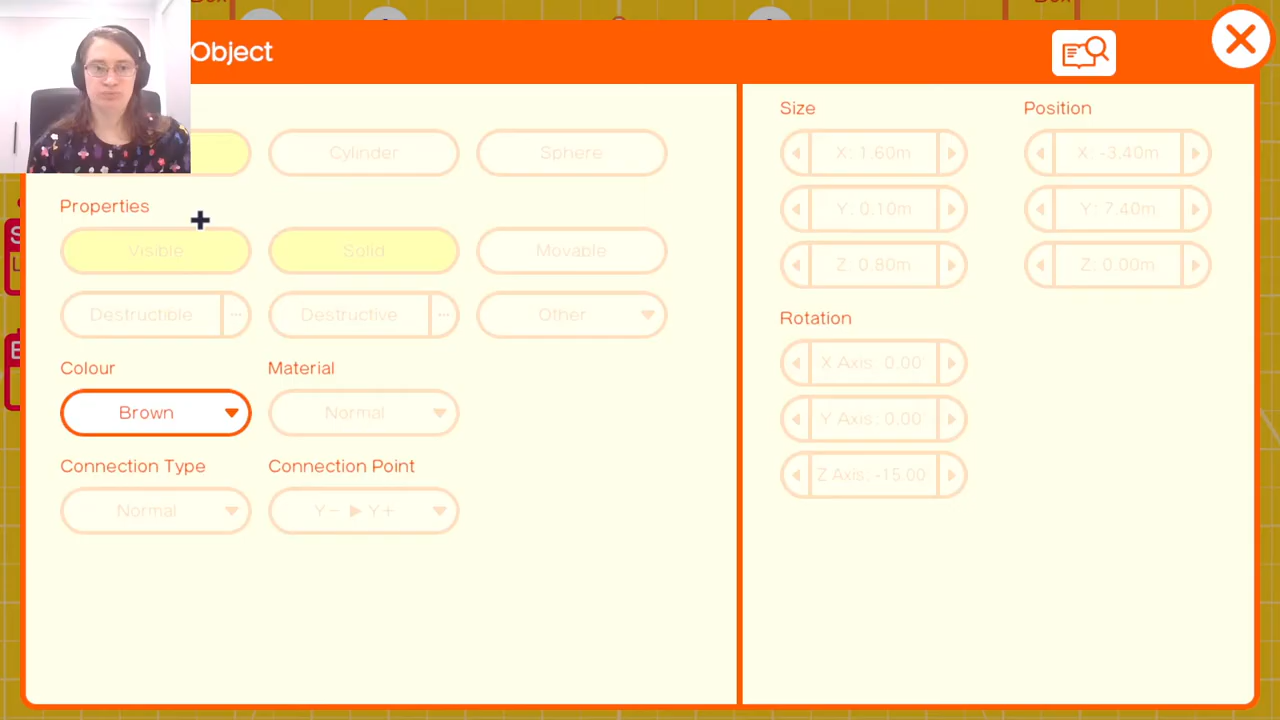 Object
Size
Position
Cylinder
Sphere
X: 1.60m
X: -3.40m
Properties
Y: 0.10m
Y: 7.40m
Visible
Solid
Movable
Z: 0.80m
Z: 0.00m
Destructible
...
Destructive
...
Other
Rotation
Colour
Material
X Axis: 0.00
Brown
Normal
Y Axis: 0.00
Connection Type
Connection Point
Z Axis: -15.00
Normal
Y− ▶ Y+